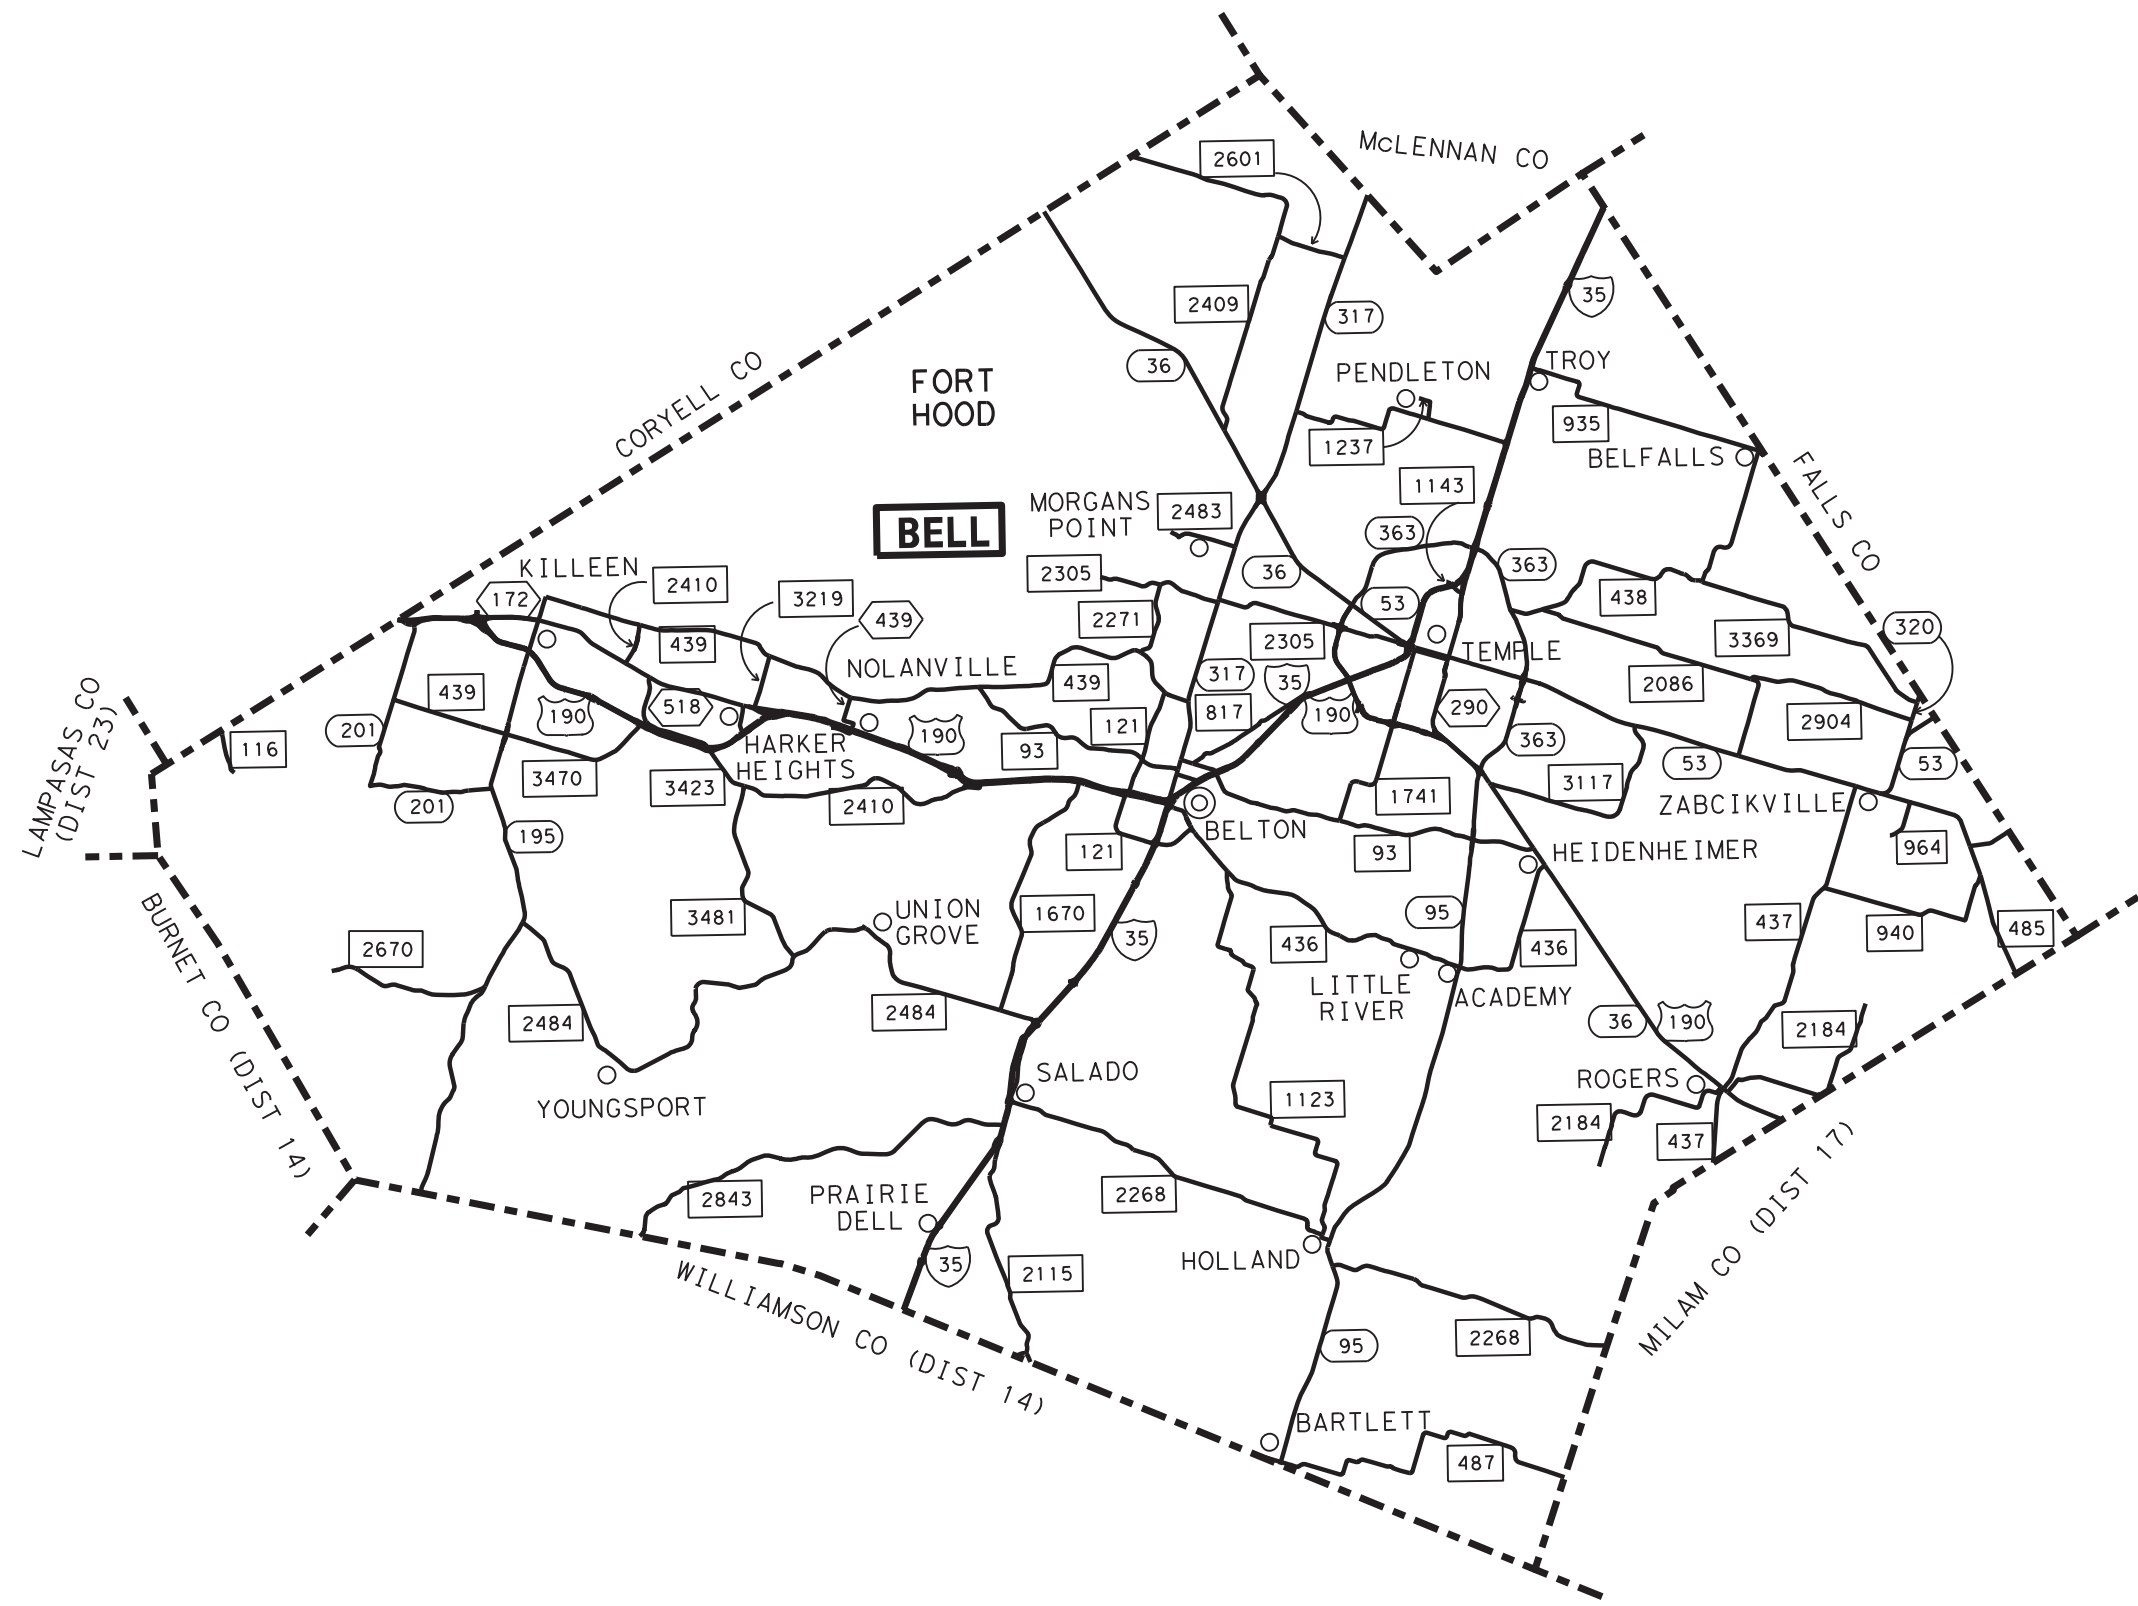 McLENNAN CO
2601
35
2409
317
CORYELL CO
36
FORT
HOOD
PENDLETON
TROY
935
1237
BELFALLS
FALLS CO
1143
MORGANS
POINT
2483
BELL
363
363
KILLEEN
2410
2305
36
172
3219
439
53
438
2271
2305
3369
320
439
NOLANVILLE
TEMPLE
439
439
317
35
2086
518
817
190
290
2904
190
201
190
121
LAMPASAS CO
(DIST 23)
116
HARKER
HEIGHTS
93
363
53
53
3470
3423
2410
1741
3117
ZABCIKVILLE
201
195
BELTON
121
93
HEIDENHEIMER
964
BURNET CO (DIST 14)
3481
UNION
GROVE
1670
95
437
485
2670
35
436
436
940
LITTLE
RIVER
ACADEMY
2484
2484
36
190
2184
SALADO
ROGERS
YOUNGSPORT
1123
2184
437
MILAM CO (DIST 17)
2843
PRAIRIE
DELL
2268
HOLLAND
35
2115
WILLIAMSON CO (DIST 14)
2268
95
BARTLETT
487